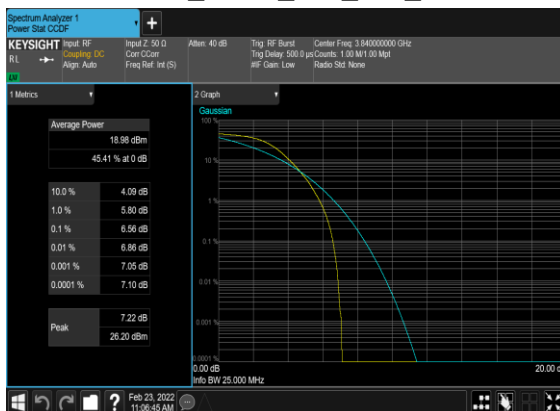 Spectrum Analyzer 1
Power Stat CCDF
+
KEYSIGHT
RL
Input: RF
Coupling: DC
Align: Auto
Input Z: 50 Ω
Corr CCorr
Freq Ref: Int (S)
Atten: 40 dB
Trig: RF Burst
Trig Delay: 500.0 µs
#IF Gain: Low
Center Freq: 3.840000000 GHz
Counts: 1.00 M/1.00 Mpt
Radio Std: None
LU
1 Metrics
Average Power
18.98 dBm
45.41 % at 0 dB
10.0 % 4.09 dB
1.0 % 5.80 dB
0.1 % 6.56 dB
0.01 % 6.86 dB
0.001 % 7.05 dB
0.0001 % 7.10 dB
Peak
7.22 dB
26.20 dBm
2 Graph
Gaussian
100 %
10 %
1 %
0.1 %
0.01 %
0.001 %
0.0001 %
0.00 dB
20.00 d
Info BW 25.000 MHz
?
Feb 23, 2022
11:06:45 AM